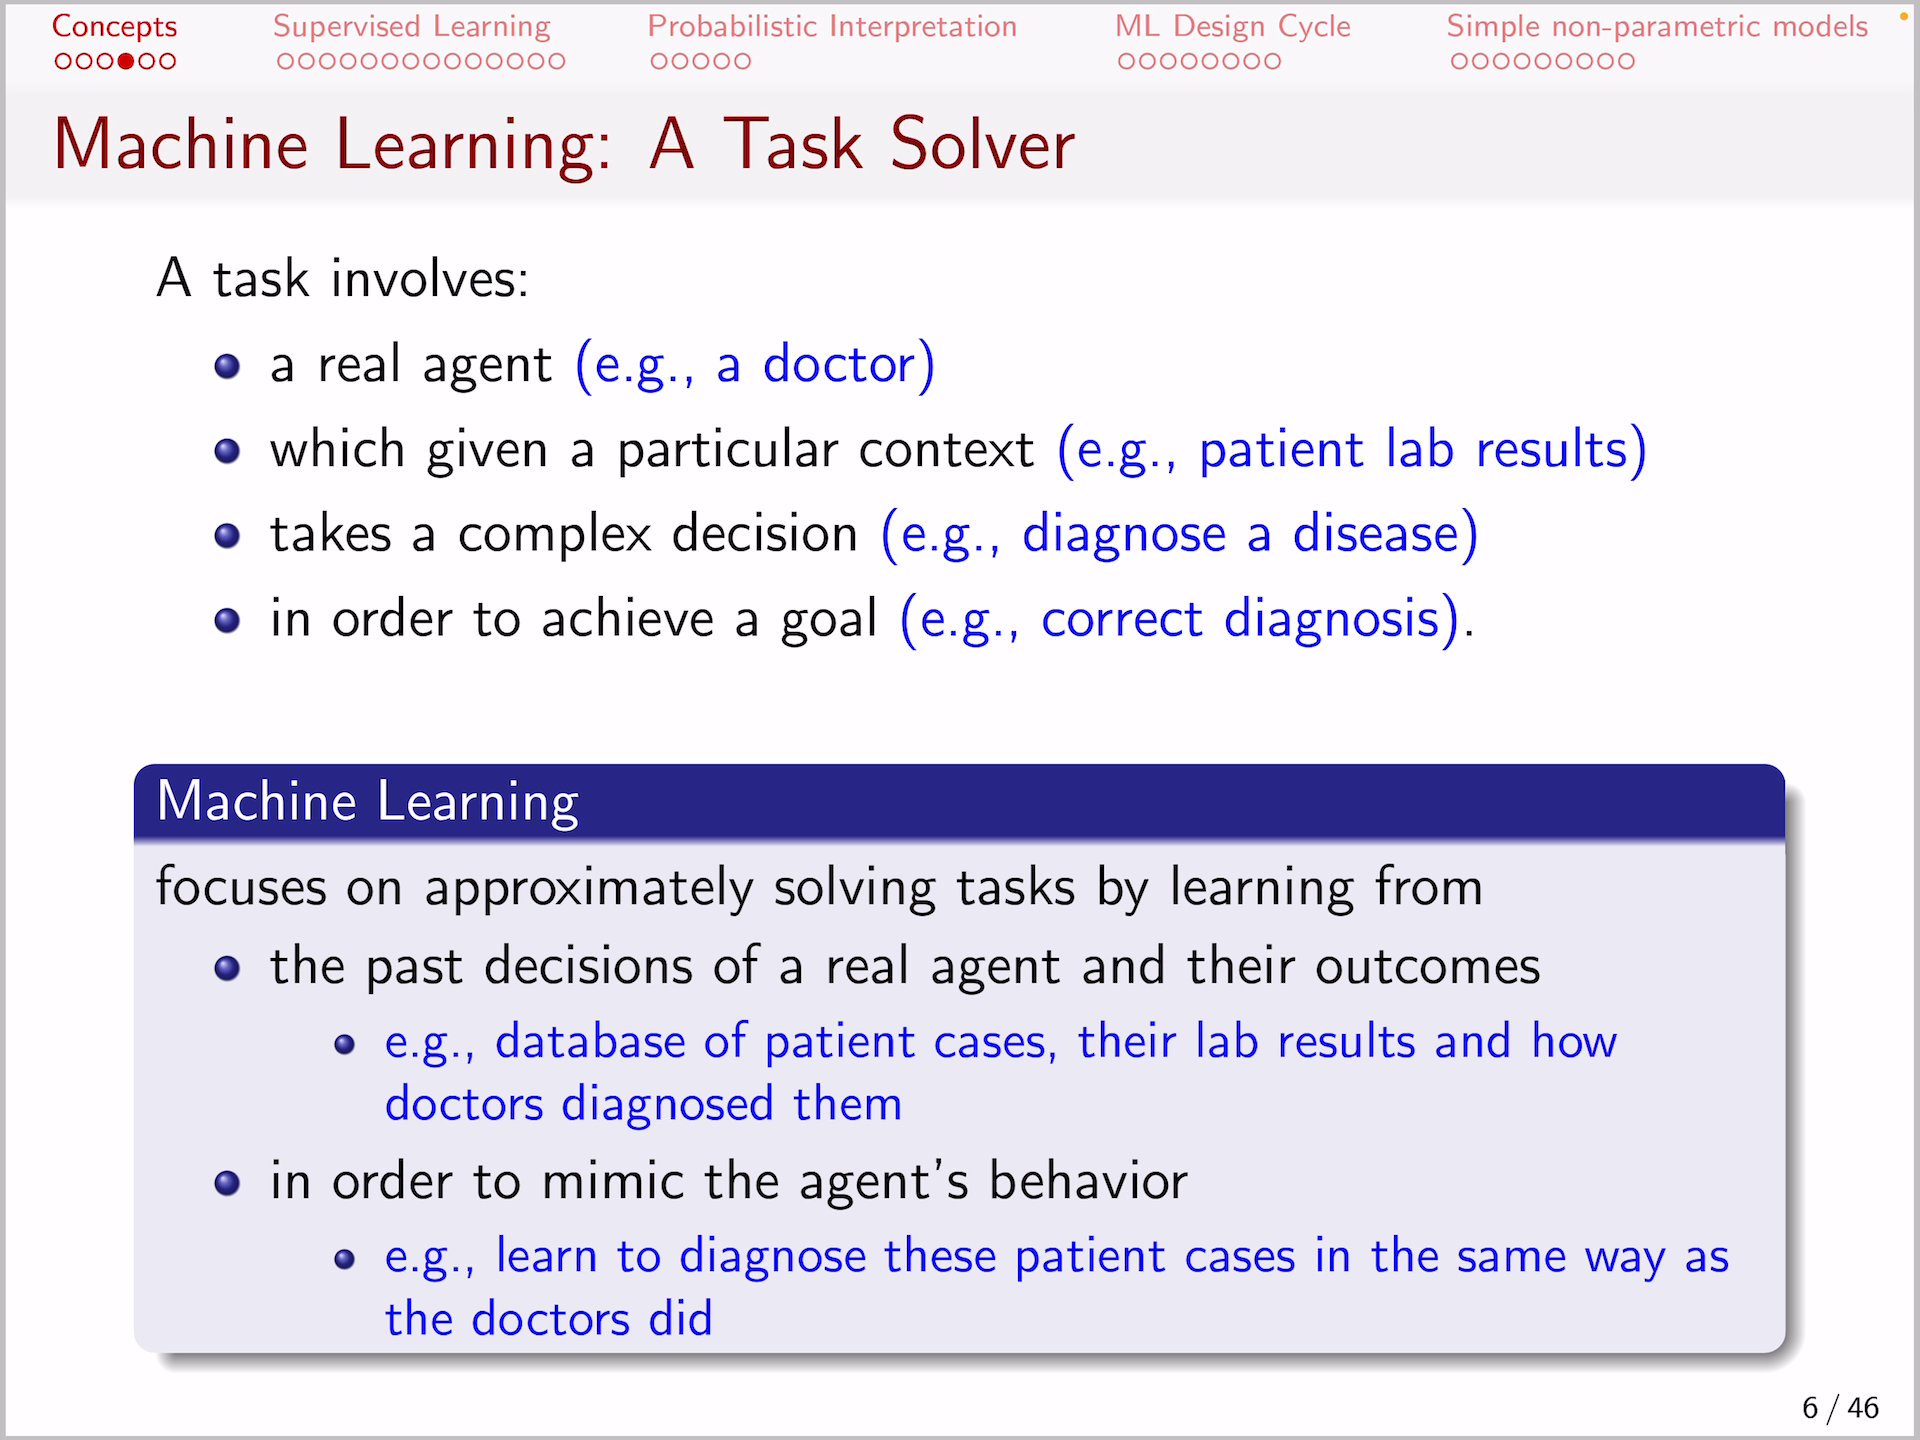 Concepts
Supervised Learning
Probabilistic Interpretation
ML Design Cycle
Simple non-parametric models
Machine Learning: A Task Solver
A task involves:
a real agent (e.g., a doctor)
which given a particular context (e.g., patient lab results)
takes a complex decision (e.g., diagnose a disease)
in order to achieve a goal (e.g., correct diagnosis).
Machine Learning
focuses on approximately solving tasks by learning from
the past decisions of a real agent and their outcomes
e.g., database of patient cases, their lab results and how
doctors diagnosed them
in order to mimic the agent's behavior
e.g., learn to diagnose these patient cases in the same way as
the doctors did
6 / 46